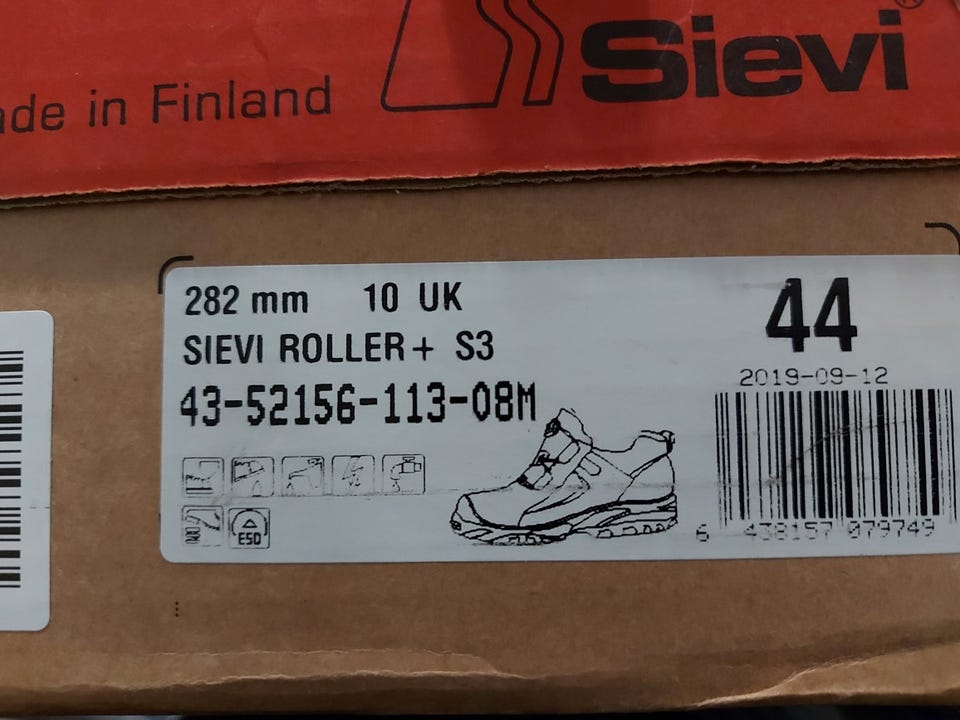 ade in Finland
Sievi®
282 mm 10 UK
SIEVI ROLLER+ S3
43-52156-113-08M
44
2019-09-12
6 438157 079749
ESD